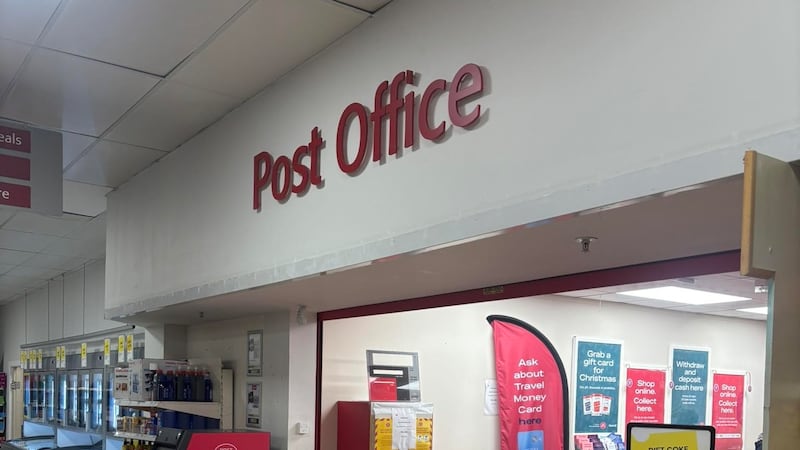 Post Office
eals
re
Ask
about
Travel
Money
Card
here
Grab a
gift card
for
Christmas
Shop
online.
Collect
here.
Withdraw
and
deposit
cash here
Shop
online.
Collect
here.
DIET COKE